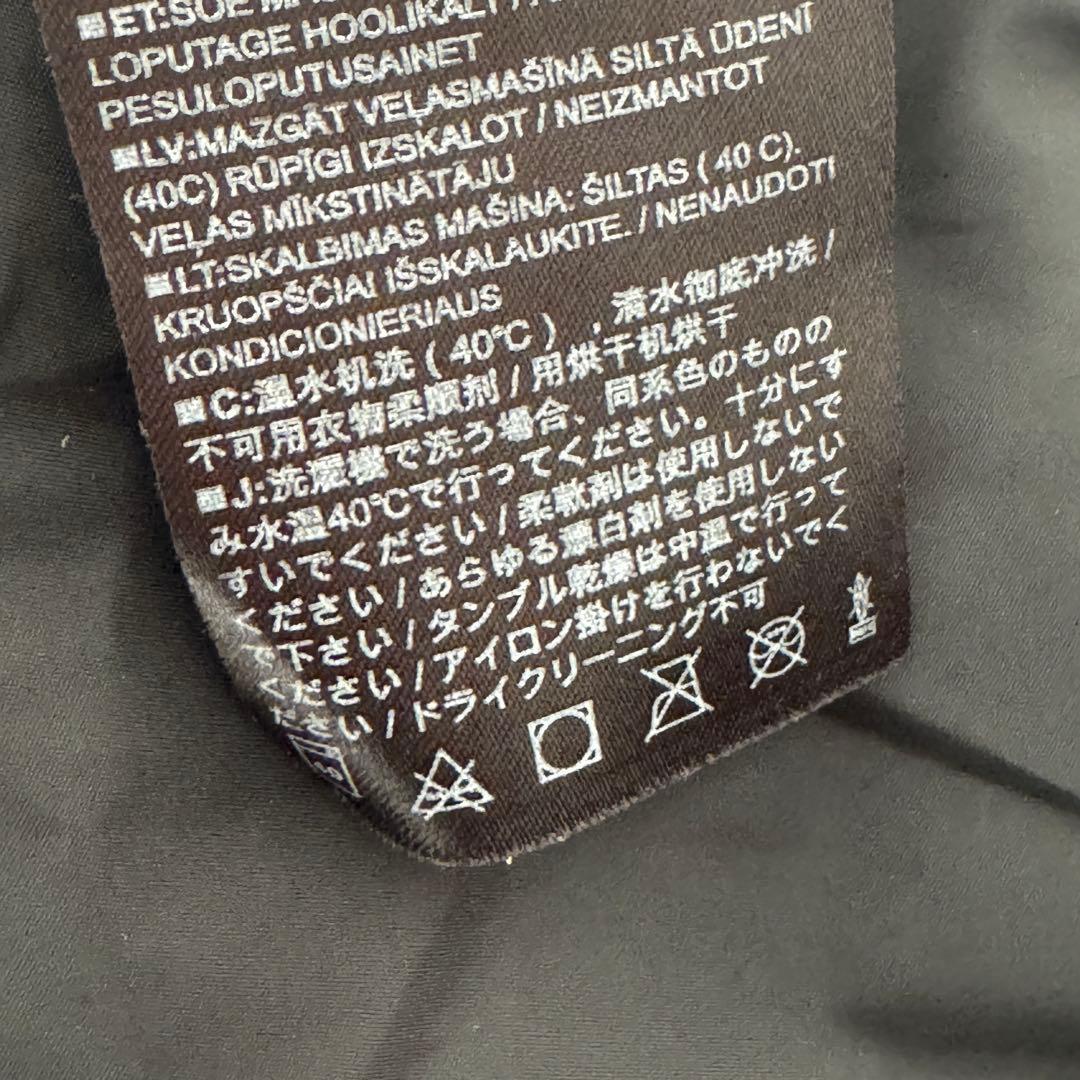 ■ET:SOE
LOPUTAGE HOOLIKALT /
PESULOPUTUSAINET
■LV:MAZGĀT VEĻASMAŠĪNĀ SILTĀ ŪDENĪ
(40C) RŪPĪGI IZSKALOT / NEIZMANTOT
VEĻAS MĪKSTINĀTĀJU
■LT:SKALBIMAS MAŠINA: ŠILTAS ( 40 C).
KRUOPŠČIAI IŠSKALAUKITE. / NENAUDOTI
KONDICIONIERIAUS
■C:温水机洗 ( 40℃ ) , 清水彻底冲洗 /
不可用衣物柔顺剂 / 用烘干机烘干
■J:洗濯機で洗う場合、同系色のものの
み水温40℃で行ってください。十分にす
すいでください / 柔軟剤は使用しないで
ください / あらゆる漂白剤を使用しない
で下さい / タンブル乾燥は中温で行って
ください / アイロン掛けを行わないでく
ださい / ドライクリーニング不可